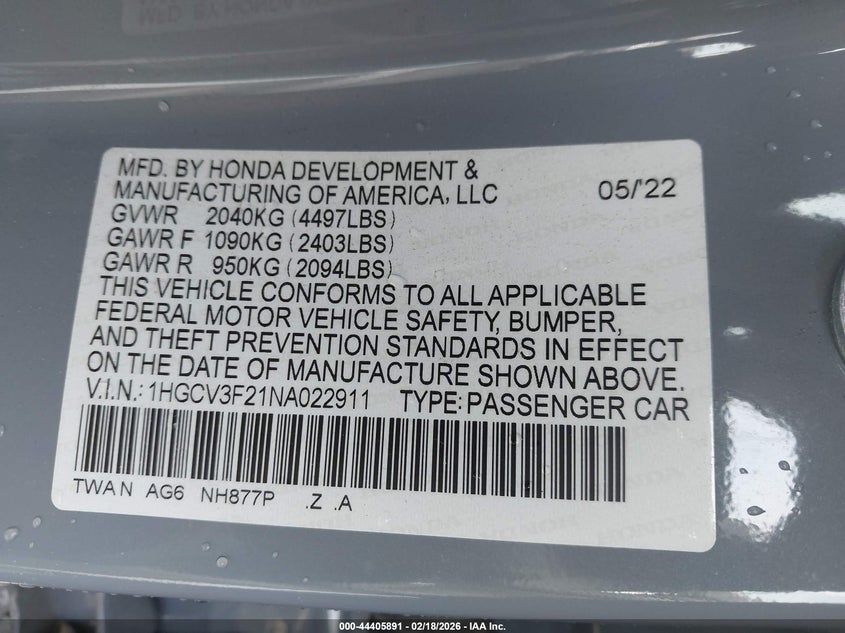 MFD. BY HONDA DEVELOPMENT &
MANUFACTURING OF AMERICA, LLC 05/'22
GVWR 2040KG (4497LBS)
GAWR F 1090KG (2403LBS)
GAWR R 950KG (2094LBS)
THIS VEHICLE CONFORMS TO ALL APPLICABLE
FEDERAL MOTOR VEHICLE SAFETY, BUMPER,
AND THEFT PREVENTION STANDARDS IN EFFECT
ON THE DATE OF MANUFACTURE SHOWN ABOVE.
V.I.N.: 1HGCV3F21NA022911 TYPE: PASSENGER CAR
TWA N AG6 NH877P .Z .A
000-44405891 - 02/18/2026 - IAA Inc.